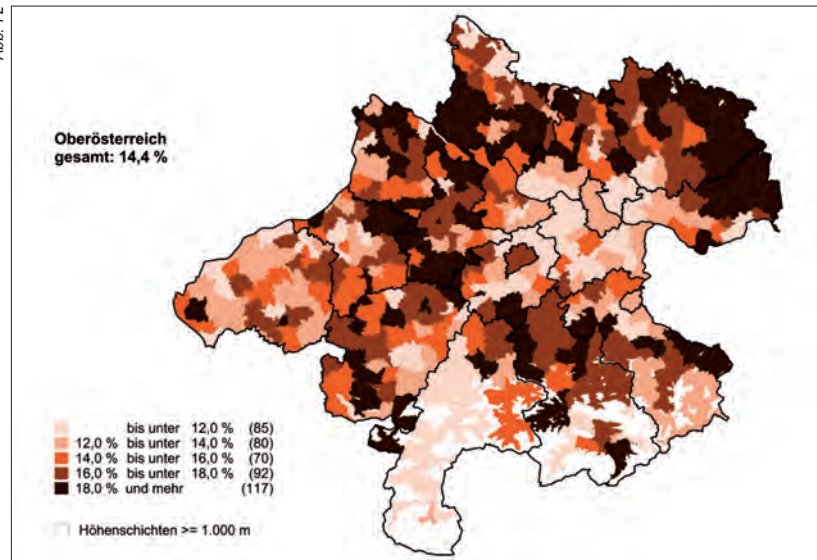 Oberösterreich
gesamt: 14,4 %
bis unter 12,0 % (85)
12,0 % bis unter 14,0 % (80)
14,0 % bis unter 16,0 % (70)
16,0 % bis unter 18,0 % (92)
18,0 % und mehr (117)
Höhenschichten >= 1.000 m